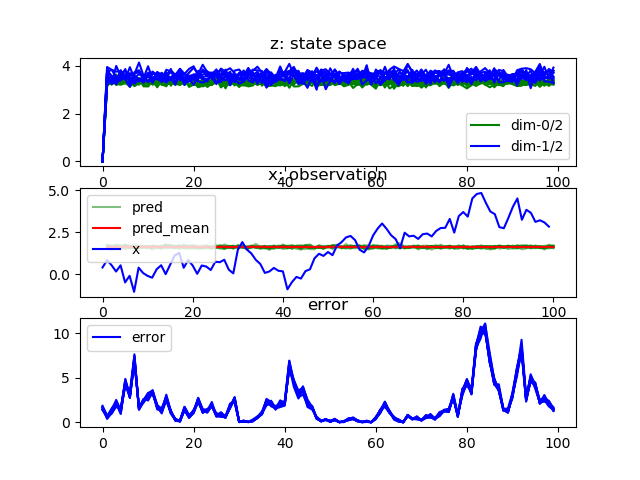 z: state space
4
2
0
dim-0/2
dim-1/2
0 20 40 60 80 100
x: observation
5.0
2.5
0.0
pred
pred_mean
x
0 20 40 60 80 100
error
10
5
0
error
0 20 40 60 80 100